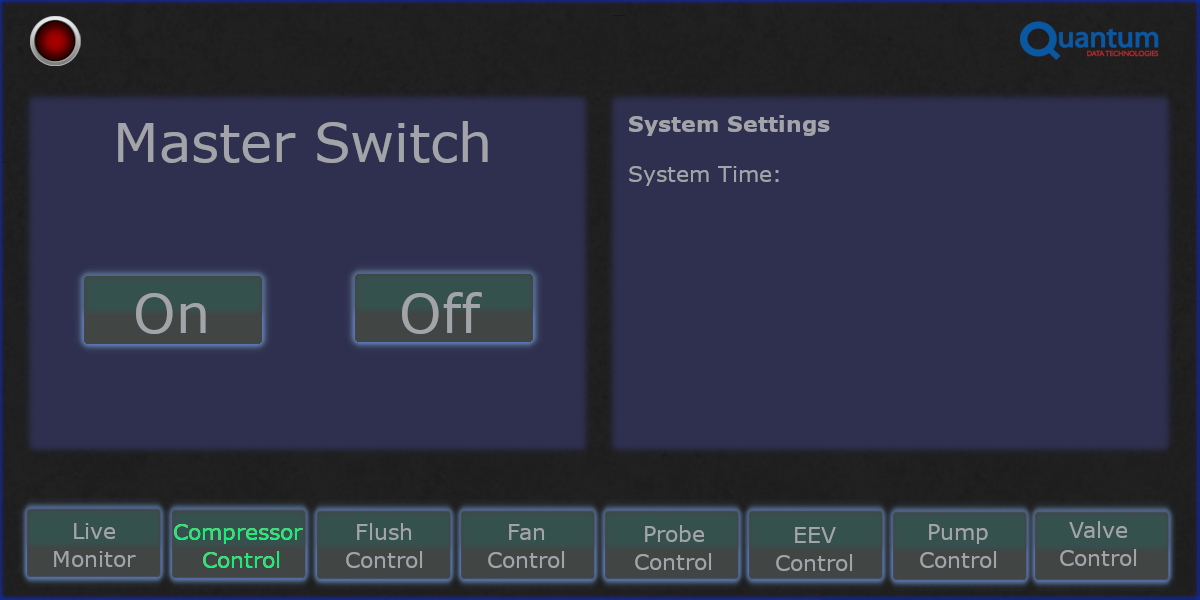 Quantum
DATA TECHNOLOGIES
Master Switch
On
Off
System Settings
System Time:
Live
Monitor
Compressor
Control
Flush
Control
Fan
Control
Probe
Control
EEV
Control
Pump
Control
Valve
Control